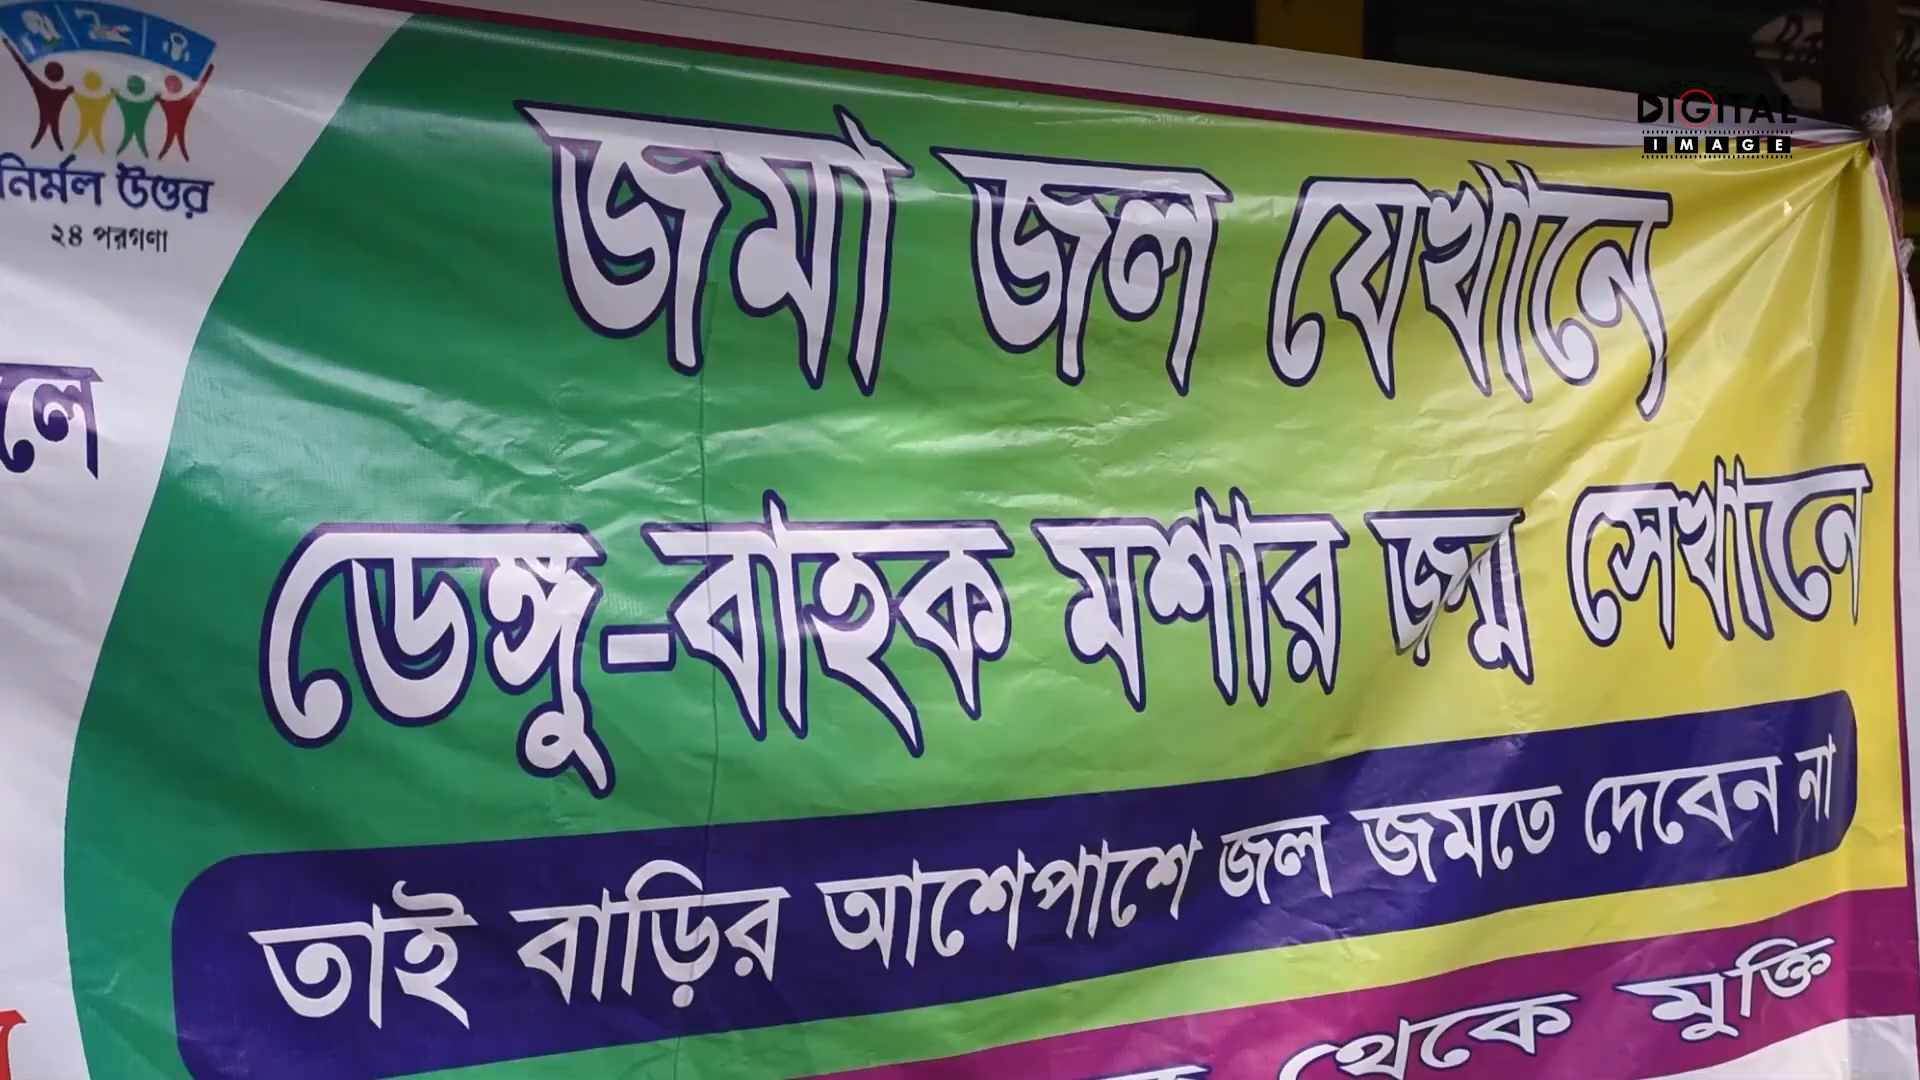 নির্মল উত্তর
২৪ পরগণা
DIGITAL
IMAGE
জমা জল যেখানে
ডেঙ্গু-বাহক মশার জন্ম সেখানে
তাই বাড়ির আশেপাশে জল জমতে দেবেন না
থেকে মুক্তি